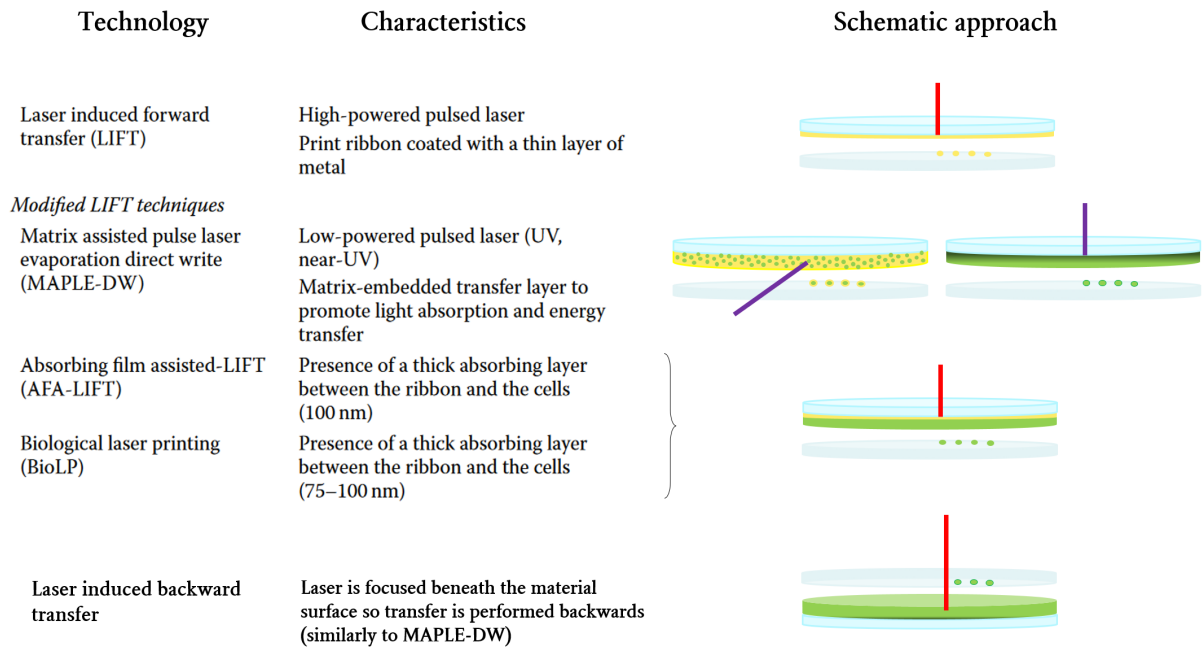 Technology
Characteristics
Schematic approach
Laser induced forward
transfer (LIFT)
High-powered pulsed laser
Print ribbon coated with a thin layer of
metal
Modified LIFT techniques
Matrix assisted pulse laser
evaporation direct write
(MAPLE-DW)
Low-powered pulsed laser (UV,
near-UV)
Matrix-embedded transfer layer to
promote light absorption and energy
transfer
Absorbing film assisted-LIFT
(AFA-LIFT)
Presence of a thick absorbing layer
between the ribbon and the cells
(100 nm)
Biological laser printing
(BioLP)
Presence of a thick absorbing layer
between the ribbon and the cells
(75–100 nm)
Laser induced backward
transfer
Laser is focused beneath the material
surface so transfer is performed backwards
(similarly to MAPLE-DW)